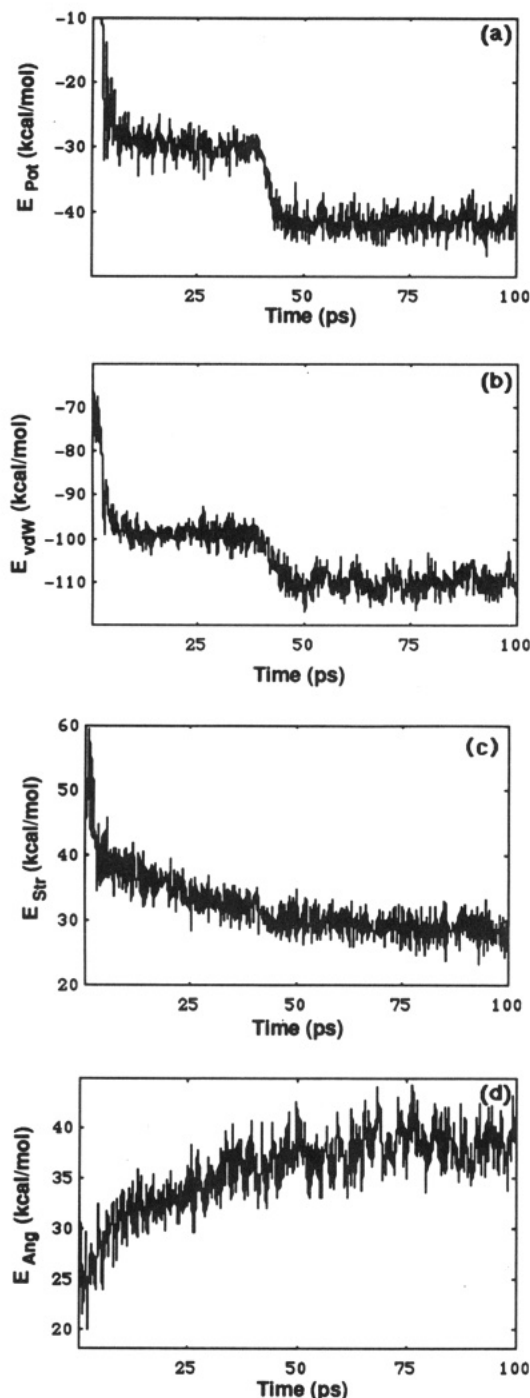 (a)
E Pot (kcal/mol)
-10
-20
-30
-40
25 50 75 100
Time (ps)
(b)
E vdW (kcal/mol)
-70
-80
-90
-100
-110
25 50 75 100
Time (ps)
(c)
E Str (kcal/mol)
60
50
40
30
20
25 50 75 100
Time (ps)
(d)
E Ang (kcal/mol)
40
35
30
25
20
18
25 50 75 100
Time (ps)